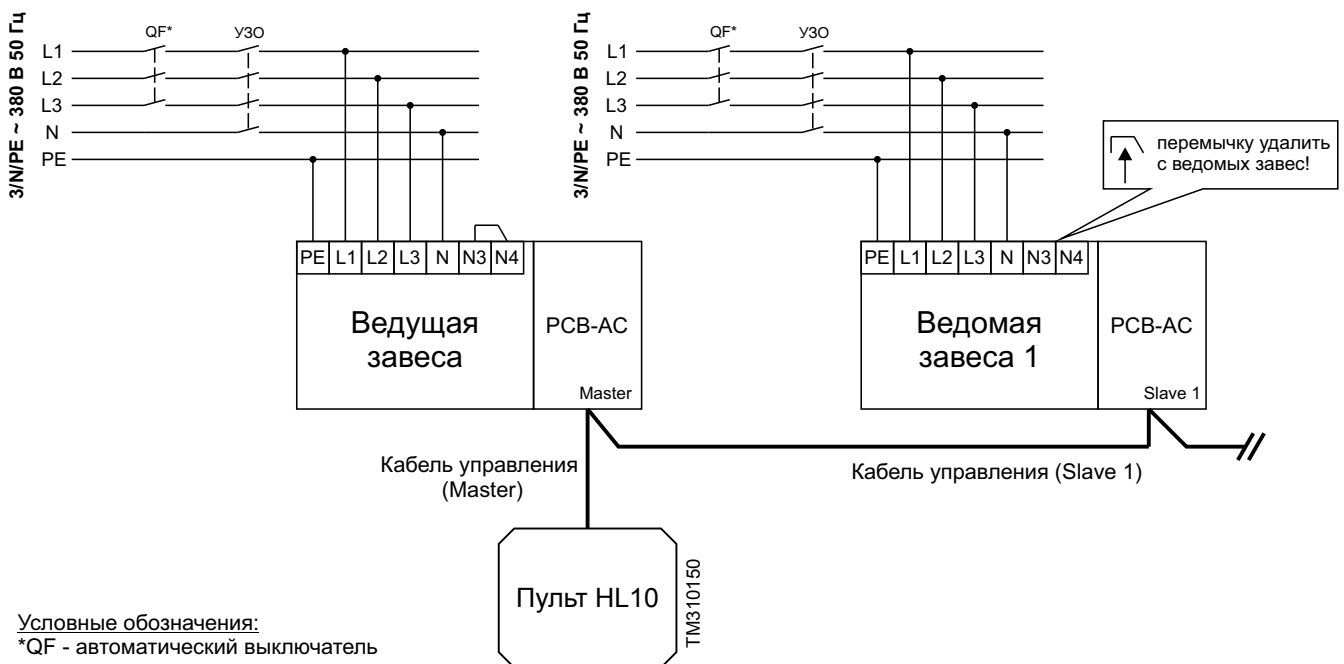 3/N/PE ~ 380 В 50 Гц
QF*
УЗО
L1
L2
L3
N
PE
3/N/PE ~ 380 В 50 Гц
QF*
УЗО
L1
L2
L3
N
PE
перемычку удалить
с ведомых завес!
PE L1 L2 L3 N N3 N4
Ведущая
завеса
PCB-AC
Master
PE L1 L2 L3 N N3 N4
Ведомая
завеса 1
PCB-AC
Slave 1
Кабель управления
(Master)
Кабель управления (Slave 1)
Пульт HL10
TM310150
Условные обозначения:
*QF - автоматический выключатель